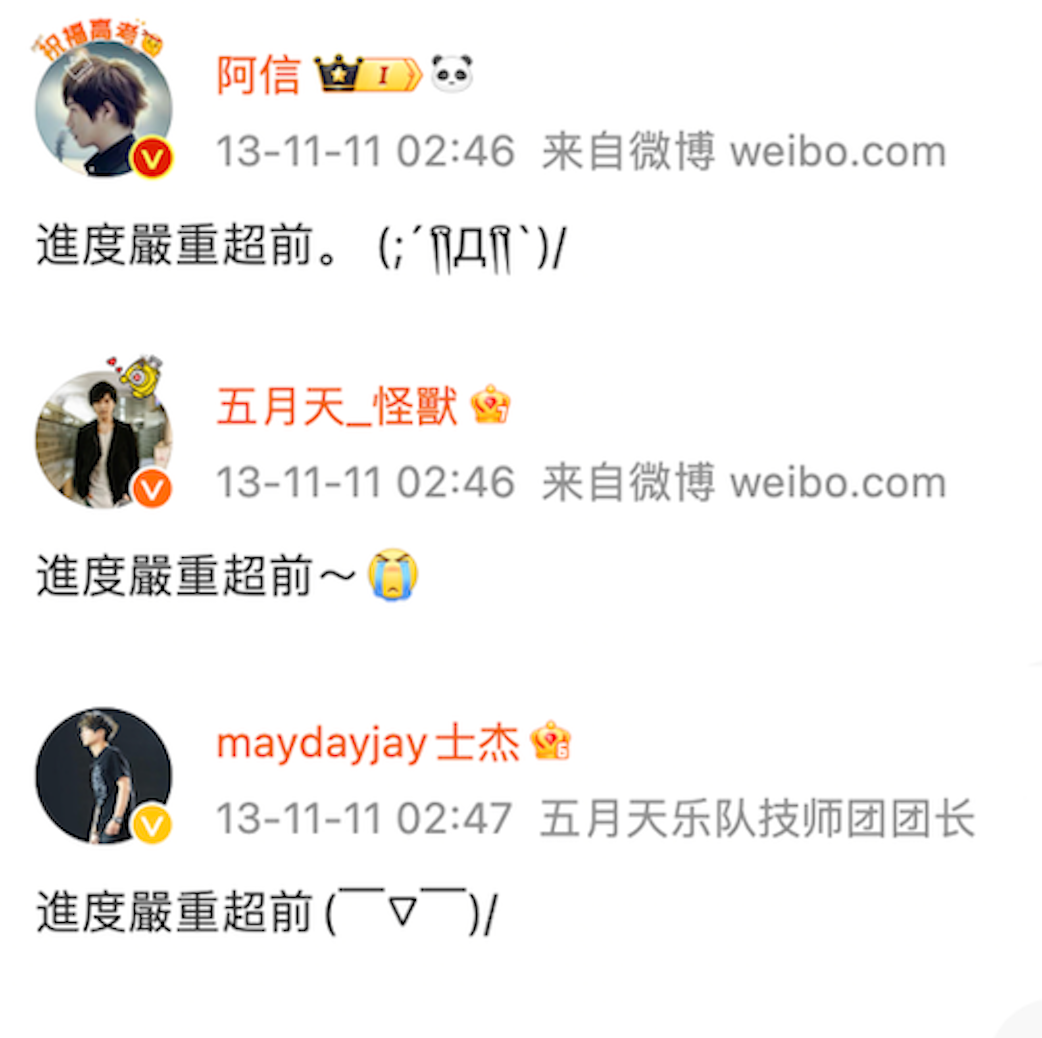 祝福高考
阿信 I
13-11-11 02:46 来自微博 weibo.com
進度嚴重超前。 (;´༎ຶД༎ຶ`)/
五月天_怪獸 7
13-11-11 02:46 来自微博 weibo.com
進度嚴重超前～😭
maydayjay士杰 6
13-11-11 02:47 五月天乐队技师团团长
進度嚴重超前(￣▽￣)/